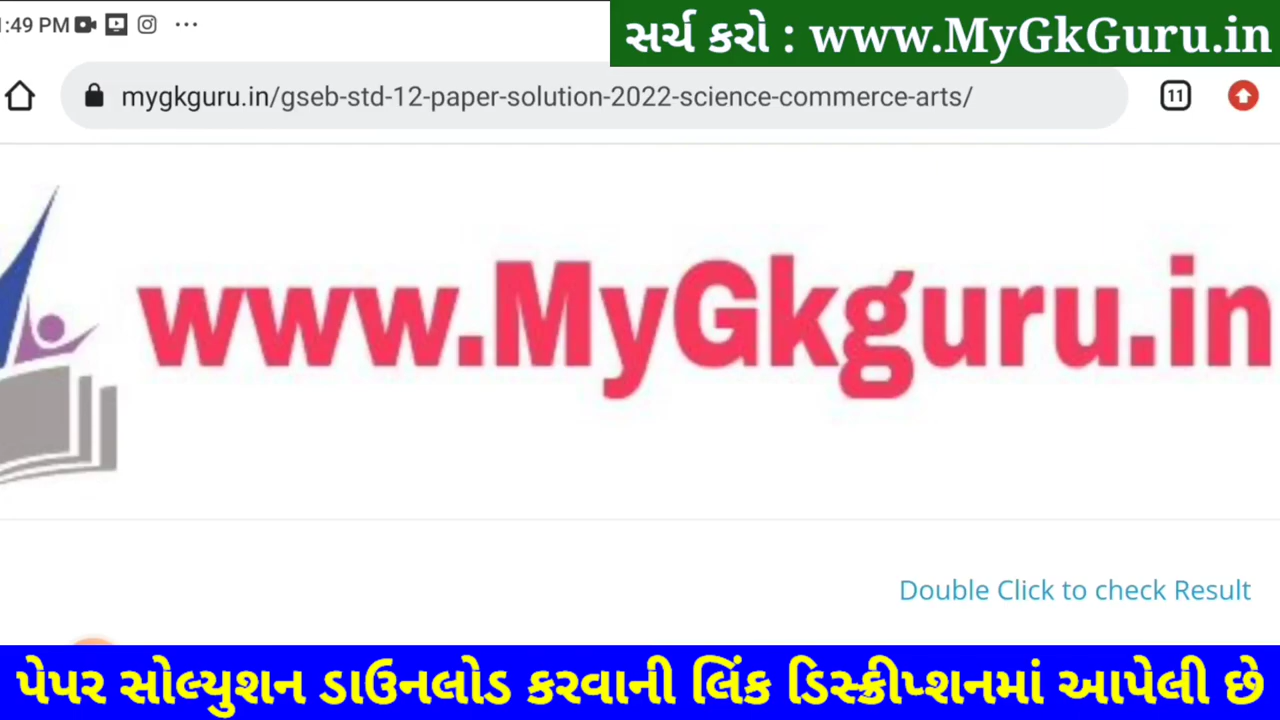 :49 PM ...
સર્ચ કરો : www.MyGkGuru.in
mygkguru.in/gseb-std-12-paper-solution-2022-science-commerce-arts/
11
www.MyGkguru.in
Double Click to check Result
પેપર સોલ્યુશન ડાઉનલોડ કરવાની લિંક ડિસ્ક્રીપ્શનમાં આપેલી છે